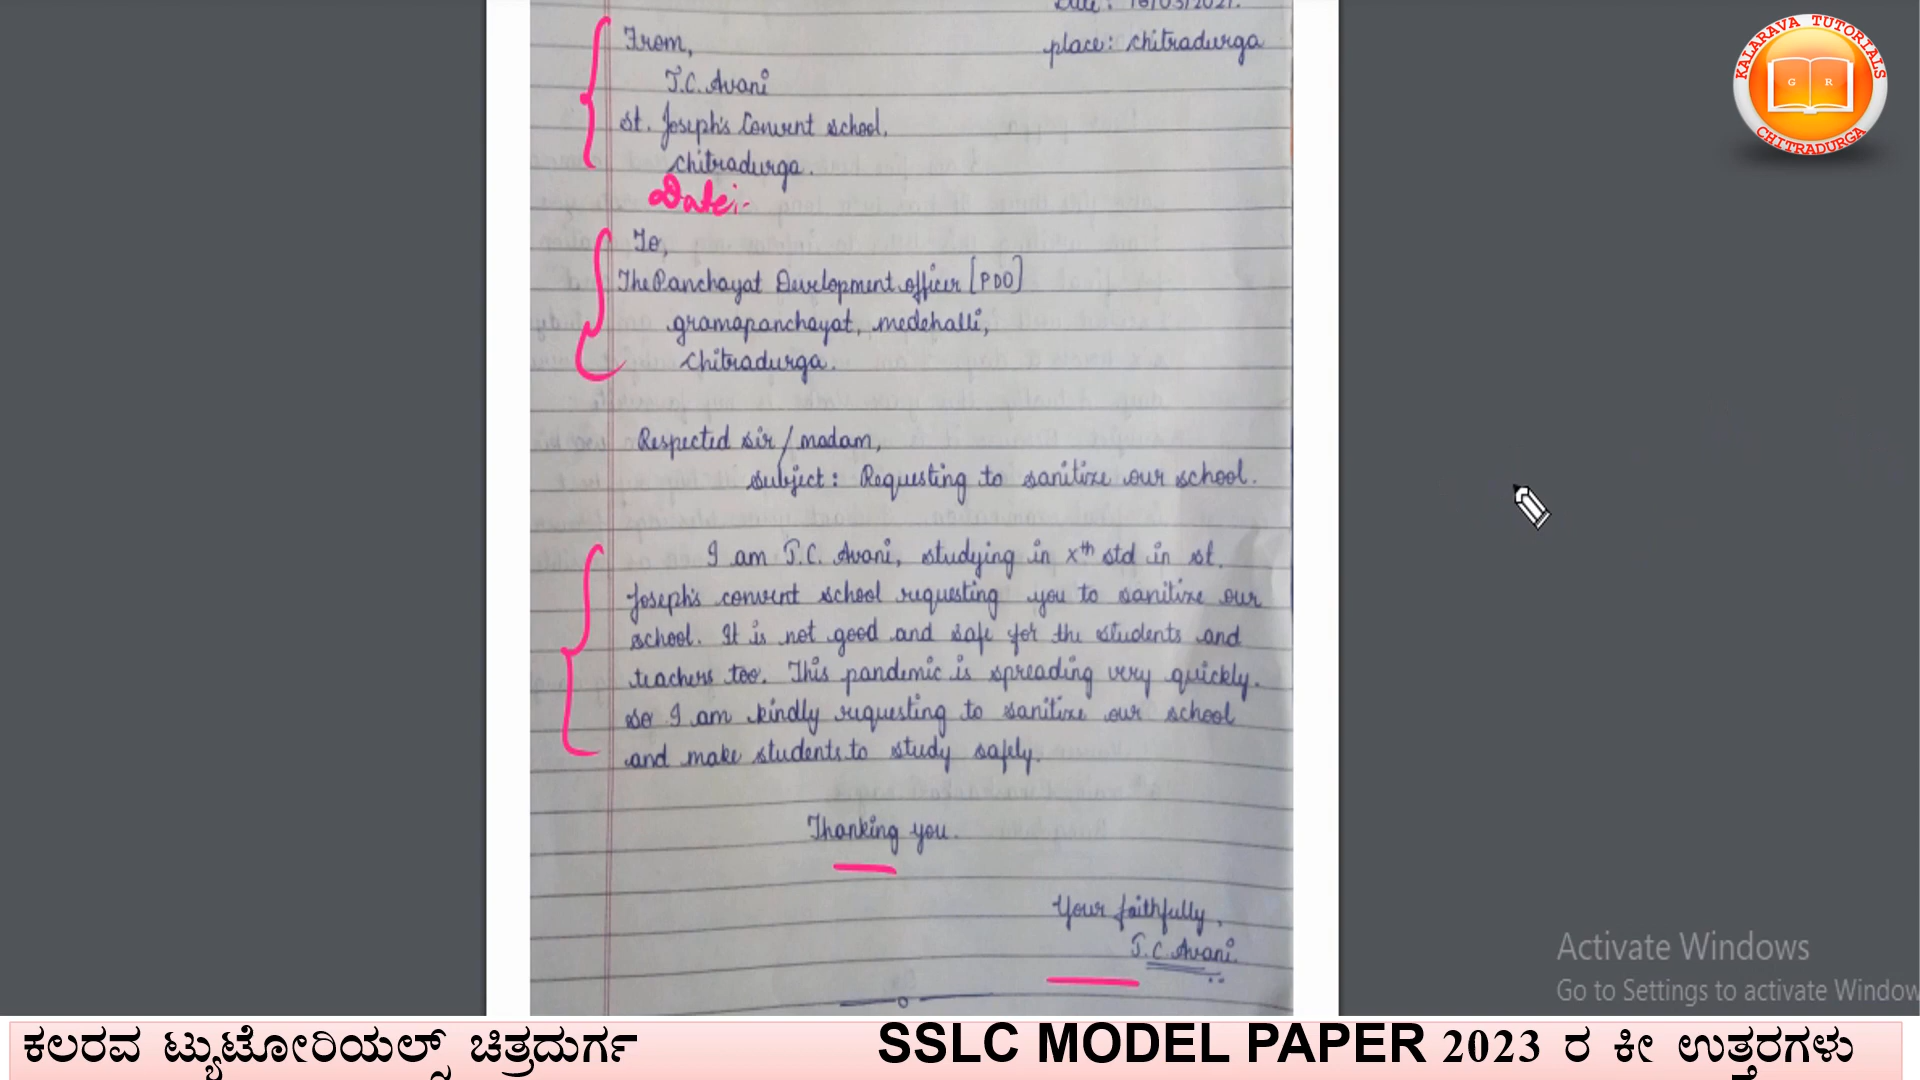 Date: 16/03/2021.
From,
place: chitradurga
T.C. Avani
st. Joseph's Convent school,
chitradurga.
Date:-
To,
The Panchayat Development officer [PDO]
gramapanchayat, medehalli,
chitradurga.
Respected sir / madam,
subject: Requesting to sanitize our school.
I am T.C. Avani, studying in xth std in st.
Joseph's convent school requesting you to sanitize our
school. It is not good and safe for the students and
teachers too. This pandemic is spreading very quickly.
so I am kindly requesting to sanitize our school
and make students to study safely.
Thanking you.
Your faithfully,
T.C. Avani.
KALARAVA TUTORIALS
G R
CHITRADURGA
Activate Windows
Go to Settings to activate Window
ಕಲರವ ಟ್ಯುಟೋರಿಯಲ್ಸ್ ಚಿತ್ರದುರ್ಗ SSLC MODEL PAPER 2023 ರ ಕೀ ಉತ್ತರಗಳು